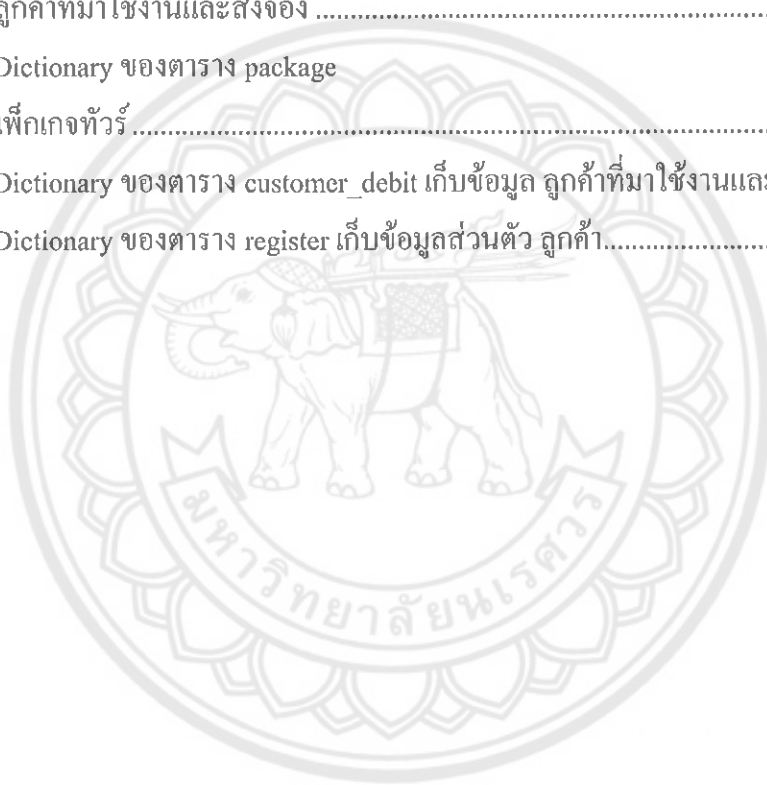 ลูกค้าที่มาใช้งานและสั่งจอง ................................................................................
Dictionary ของตาราง package
เพ็กเกจทัวร์ ................................................................................
Dictionary ของตาราง customer_debit เก็บข้อมูล ลูกค้าที่มาใช้งานและ
Dictionary ของตาราง register เก็บข้อมูลส่วนตัว ลูกค้า........................
มหาวิทยาลัยนเรศวร